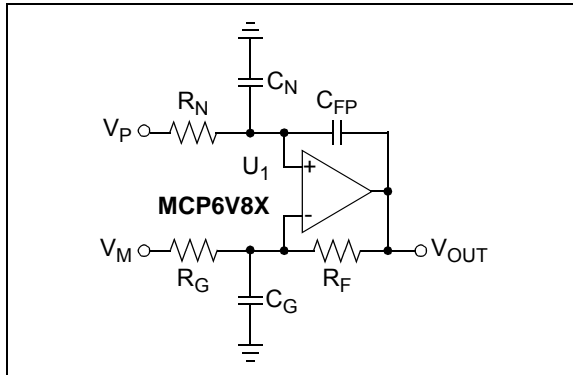 C_N
R_N
C_FP
V_P
U_1
+
MCP6V8X
-
V_M
V_OUT
R_G
R_F
C_G